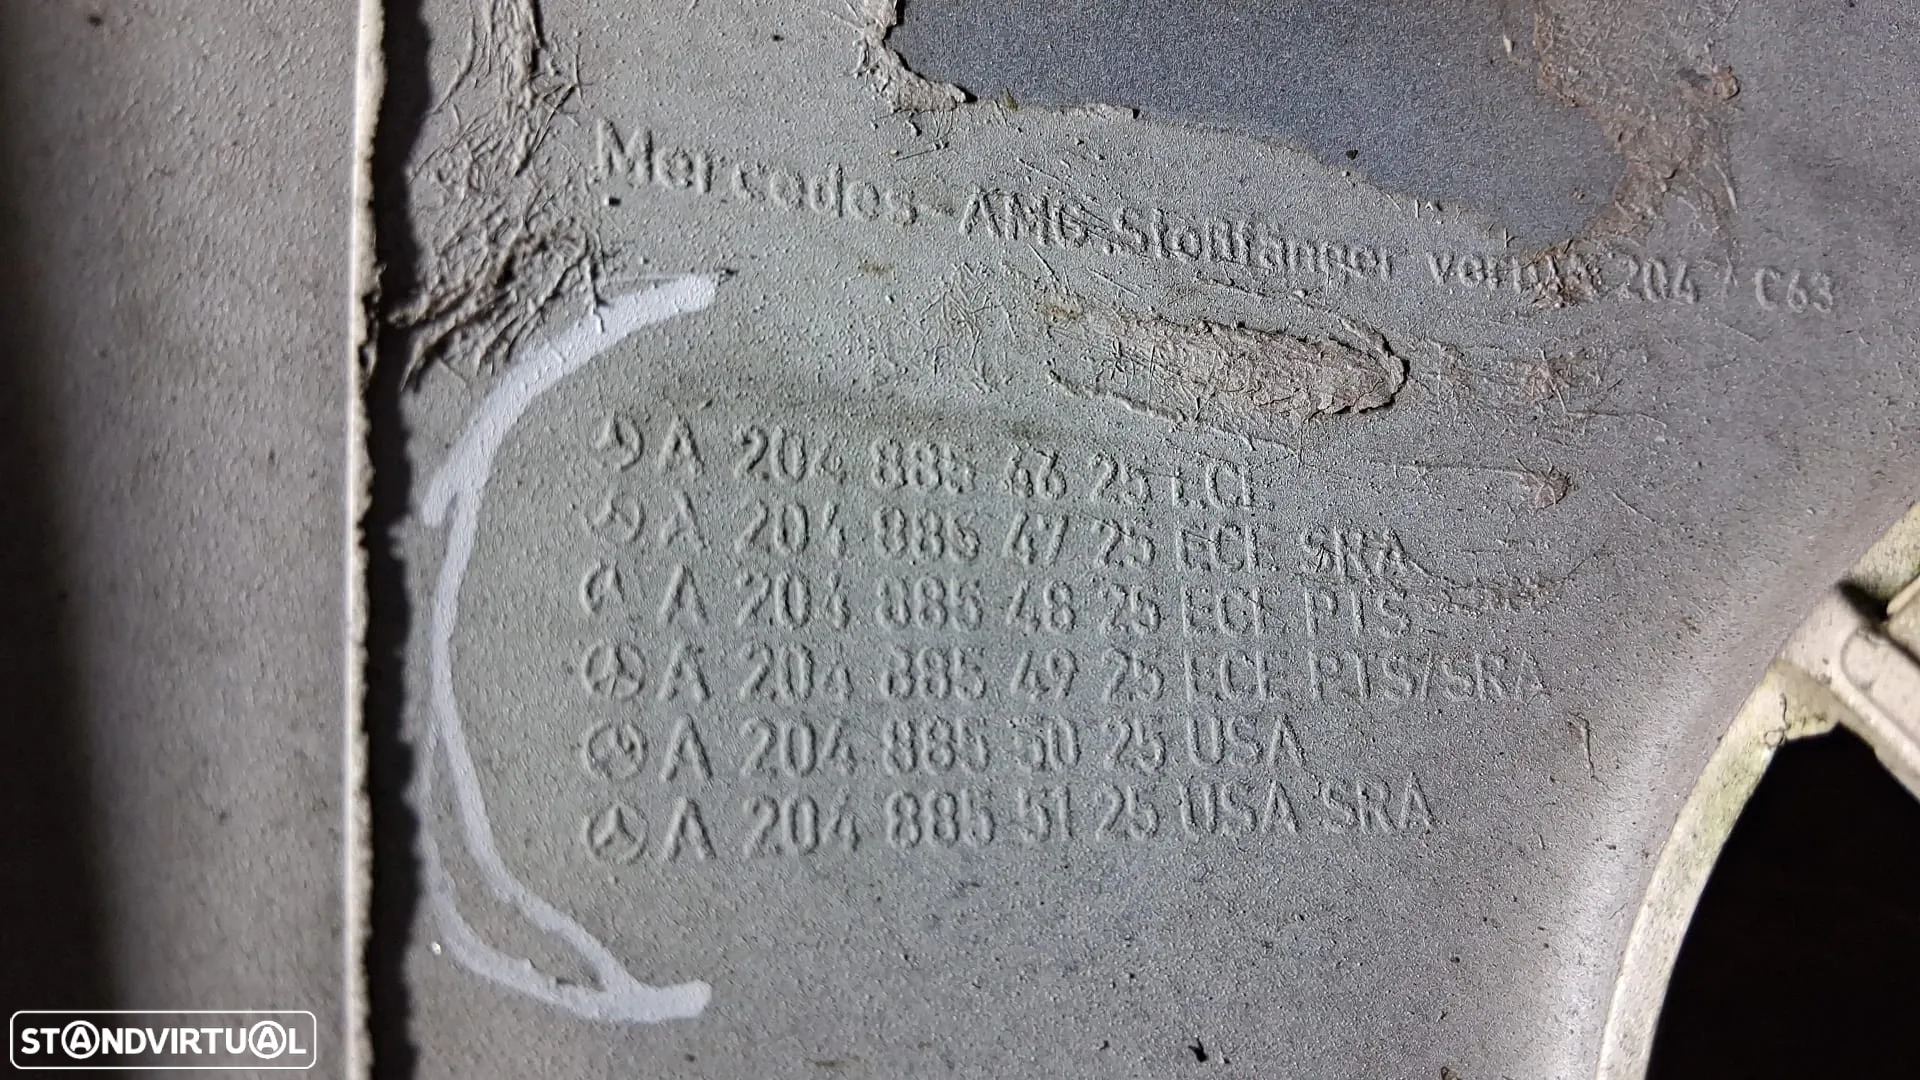 Mercedes-AMG Stoßfänger vorn 204 / C63
A 204 885 46 25 ECE
A 204 885 47 25 ECE SRA
A 204 885 48 25 ECE PTS
A 204 885 49 25 ECE PTS/SRA
A 204 885 50 25 USA
A 204 885 51 25 USA SRA
STANDVIRTUAL